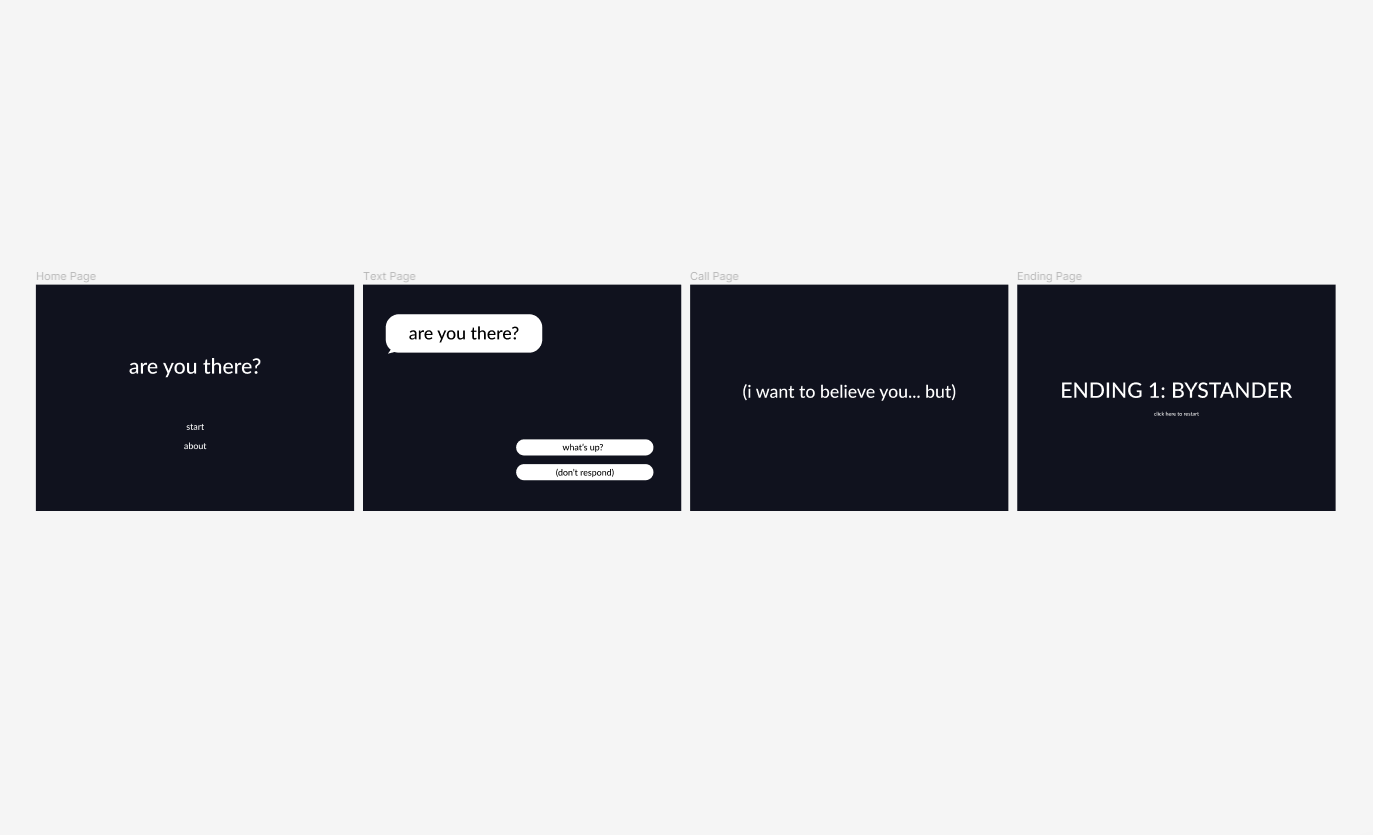 Home Page
are you there?
start
about
Text Page
are you there?
what's up?
(don't respond)
Call Page
(i want to believe you... but)
Ending Page
ENDING 1: BYSTANDER
click here to restart